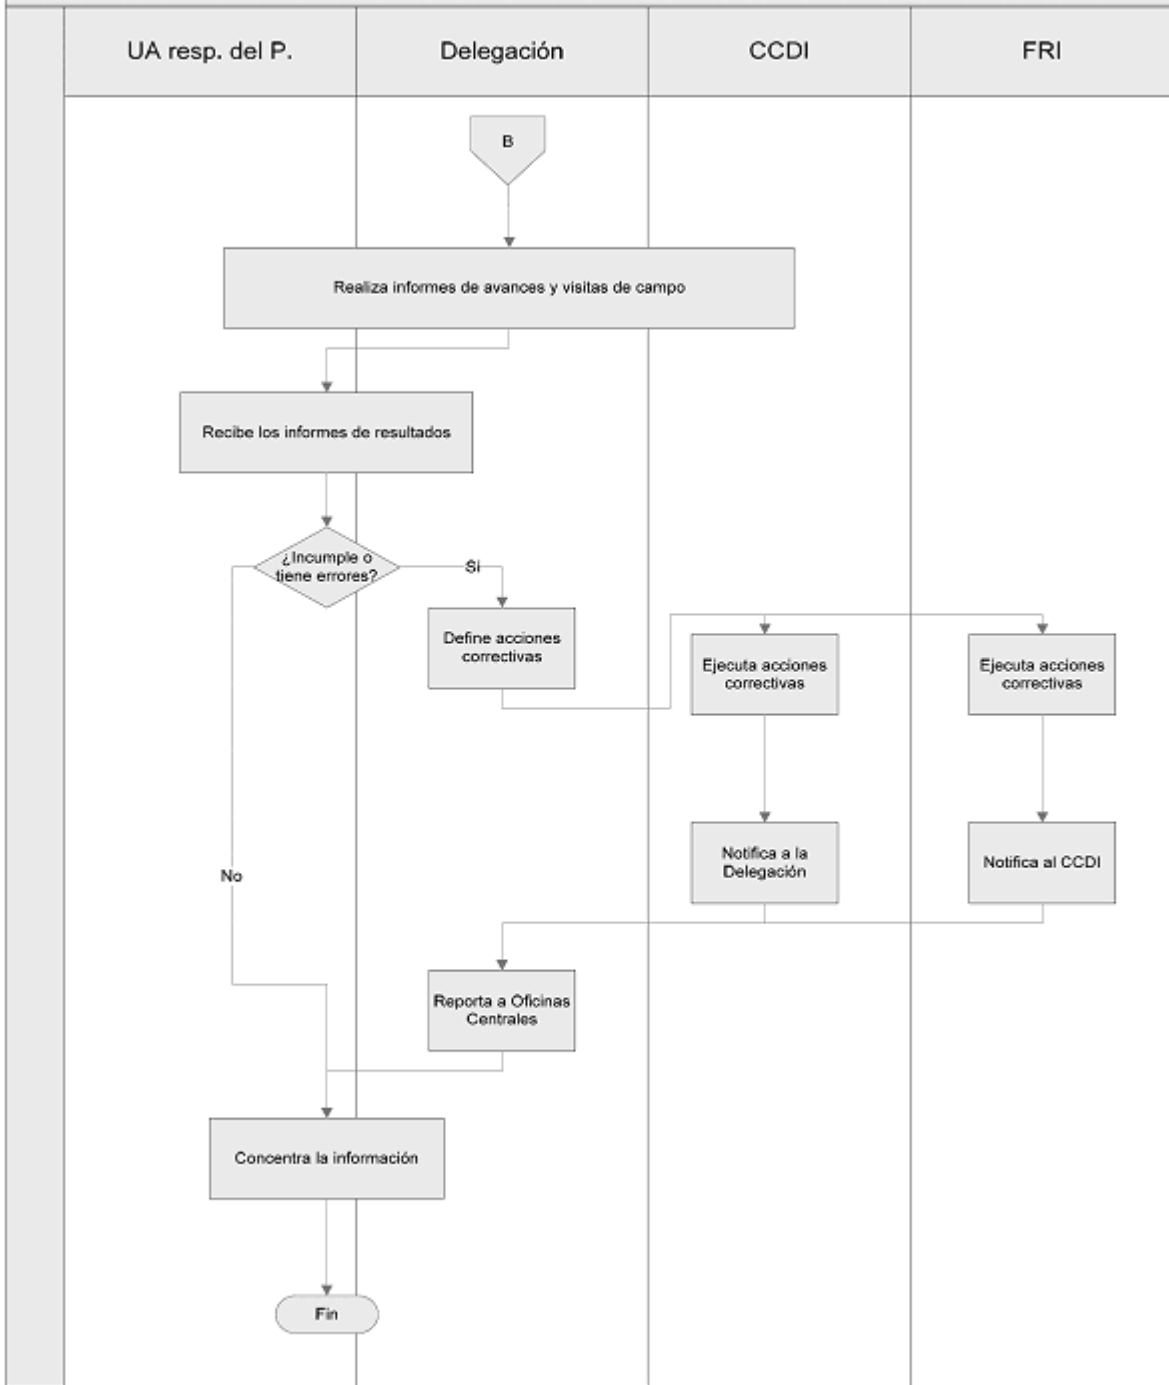 UA resp. del P.
Delegación
CCDI
FRI
B
Realiza informes de avances y visitas de campo
Recibe los informes de resultados
¿Incumple o
tiene errores?
Si
Define acciones
correctivas
Ejecuta acciones
correctivas
Ejecuta acciones
correctivas
Notifica a la
Delegación
Notifica al CCDI
No
Reporta a Oficinas
Centrales
Concentra la información
Fin